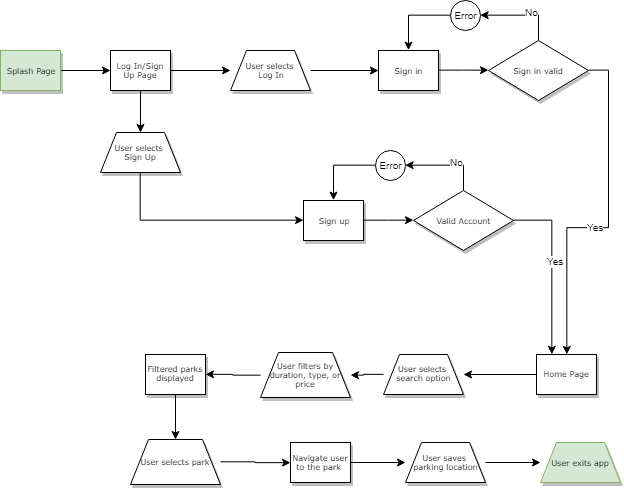 Error
No
Splash Page
Log In/Sign
Up Page
User selects
Log In
Sign in
Sign in valid
User selects
Sign Up
Error
No
Sign up
Valid Account
Yes
Yes
Filtered parks
displayed
User filters by
duration, type, or
price
User selects
search option
Home Page
User selects park
Navigate user
to the park
User saves
parking location
User exits app